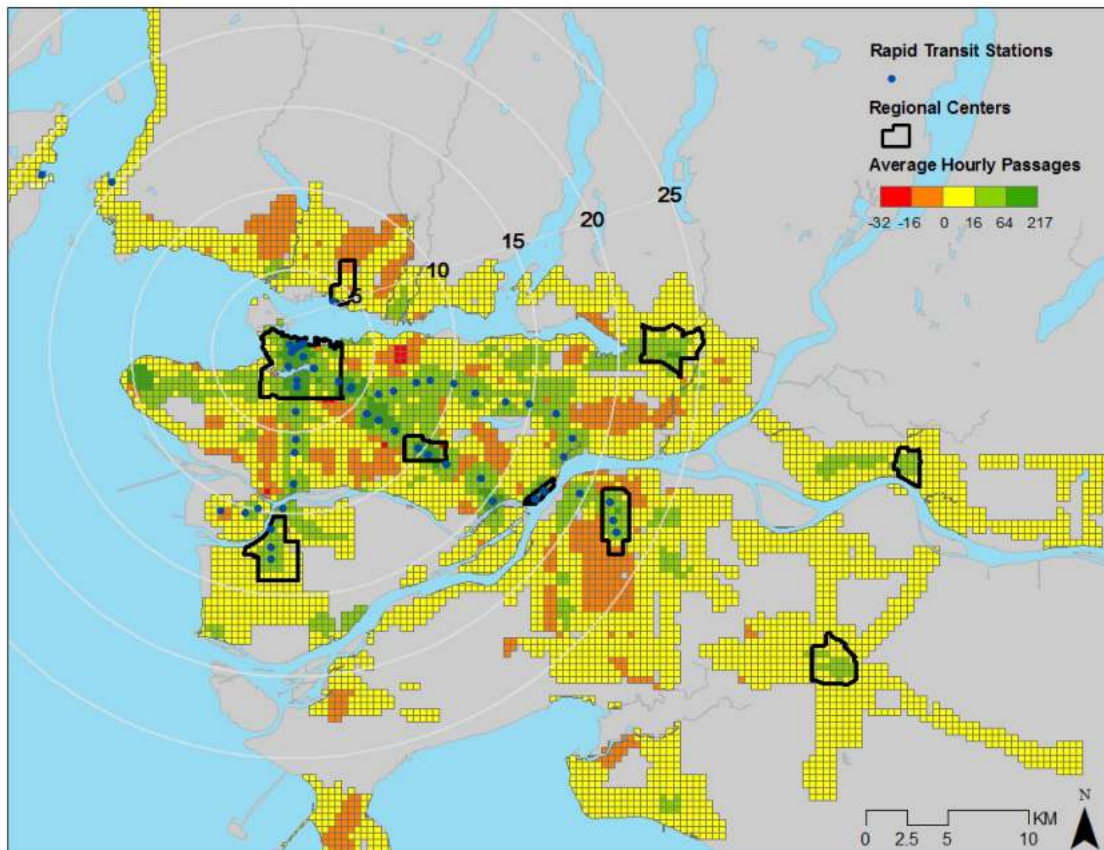 Rapid Transit Stations
Regional Centers
Average Hourly Passages
-32 -16 0 16 64 217
25
20
15
10
5
N
KM
0 2.5 5 10